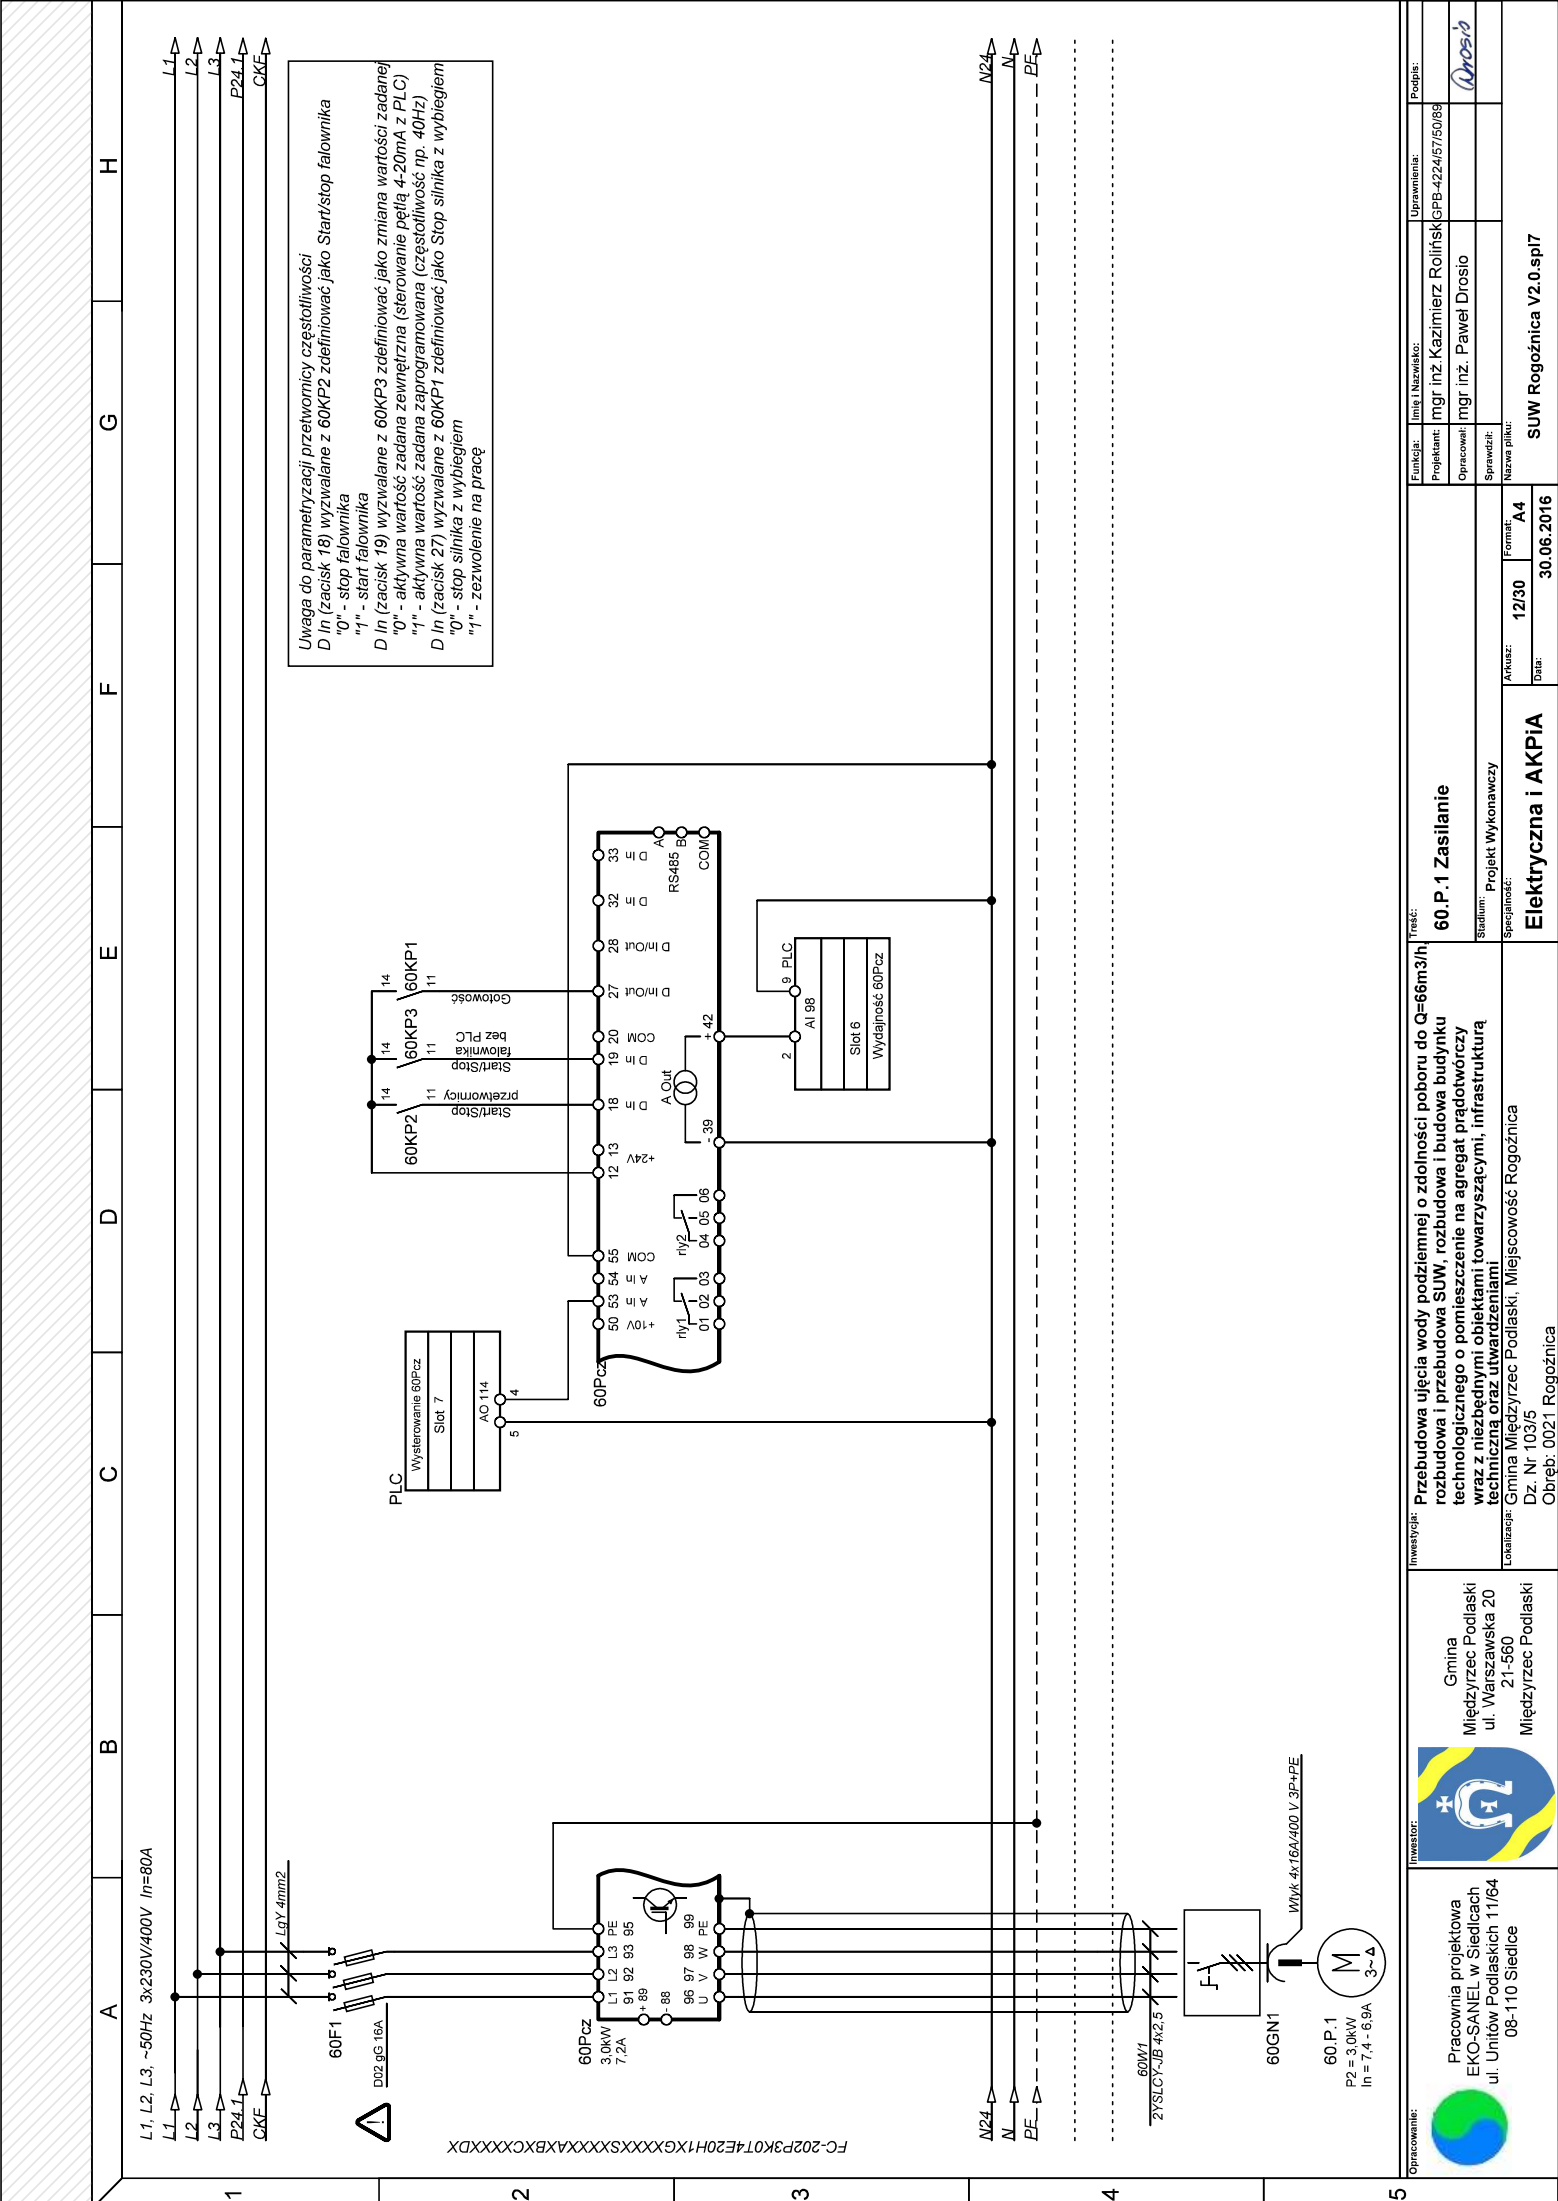 A
B
C
D
E
F
G
H
1
2
3
4
5
L1, L2, L3, ~50Hz 3x230V/400V In=80A
L1
L2
L3
P24.1
CKF
L1
L2
L3
P24.1
CKF
Uwaga do parametryzacji przetwornicy częstotliwości
D In (zacisk 18) wyzwalane z 60KP2 zdefiniować jako Start/stop falownika
"0" - stop falownika
"1" - start falownika
D In (zacisk 19) wyzwalane z 60KP3 zdefiniować jako zmiana wartości zadanej
"0" - aktywna wartość zadana zewnętrzna (sterowanie pętlą 4-20mA z PLC)
"1" - aktywna wartość zadana zaprogramowana (częstotliwość np. 40Hz)
D In (zacisk 27) wyzwalane z 60KP1 zdefiniować jako Stop silnika z wybiegiem
"0" - stop silnika z wybiegiem
"1" - zezwolenie na pracę
LgY 4mm2
60F1
D02 gG 16A
60Pcz
3,0kW
7,2A
L1 L2 L3 PE
91 92 93 95
+ 89
- 88
96 97 98 99
U V W PE
FC-202P3K0T4E20H1XGXXXXSXXXXAXBXCXXXXDX
PLC
Wysterowanie 60Pcz
Slot 7
AO 114
5
4
60Pcz
50 53 54 55
+10V A In A In COM
12 13 18 19 20 27 28 32 33
+24V D In D In COM D In/Out D In/Out D In D In
rly1
01 02 03
rly2
04 05 06
- 39
A Out
+ 42
RS485
A
B
COM
60KP2
14
11
Start/Stop
przetwornicy
60KP3
14
11
Start/Stop
falownika
bez PLC
60KP1
14
11
Gotowość
2
9
PLC
AI 98
Slot 6
Wydajność 60Pcz
N24
N
PE
N24
N
PE
60W1
2YSLCY-JB 4x2,5
60GN1
Wtyk 4x16A/400 V 3P+PE
60.P.1
P2 = 3,0kW
In = 7,4 - 6,9A
M
3~
Opracowanie:
Pracownia projektowa
EKO-SANEL w Siedlcach
ul. Unitów Podlaskich 11/64
08-110 Siedlce
Inwestor:
Gmina
Międzyrzec Podlaski
ul. Warszawska 20
21-560
Międzyrzec Podlaski
Inwestycja:
Przebudowa ujęcia wody podziemnej o zdolności poboru do Q=66m3/h,
rozbudowa i przebudowa SUW, rozbudowa i budowa budynku
technologicznego o pomieszczenie na agregat prądotwórczy
wraz z niezbędnymi obiektami towarzyszącymi, infrastrukturą
techniczną oraz utwardzeniami
Lokalizacja:
Gmina Międzyrzec Podlaski, Miejscowość Rogoźnica
Dz. Nr 103/5
Obręb: 0021 Rogoźnica
Treść:
60.P.1 Zasilanie
Stadium:
Projekt Wykonawczy
Specjalność:
Elektryczna i AKPiA
Arkusz:
12/30
Format:
A4
Data:
30.06.2016
Funkcja: Imię i Nazwisko: Uprawnienia: Podpis:
Projektant: mgr inż.Kazimierz Rolińsk GPB-4224/57/50/89
Opracował: mgr inż. Paweł Drosio Drosio
Sprawdził:
Nazwa pliku:
SUW Rogoźnica V2.0.spl7